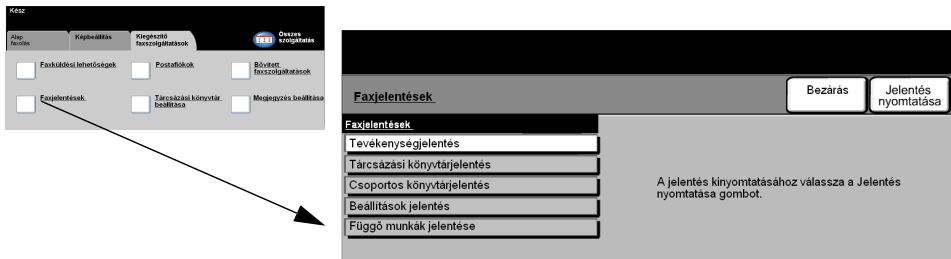 Kész
Alap
faxolás
Képbeállítás
Kiegészítő
faxszolgáltatások
Összes
szolgáltatás
Faxküldési lehetőségek
Postafiókok
Bővített
faxszolgáltatások
Faxjelentések
Tárcsázási könyvtár
beállítása
Megjegyzés beállítása
Faxjelentések
Bezárás
Jelentés
nyomtatása
Faxjelentések
Tevékenységjelentés
Tárcsázási könyvtárjelentés
Csoportos könyvtárjelentés
Beállítások jelentés
Függő munkák jelentése
A jelentés kinyomtatásához válassza a Jelentés
nyomtatása gombot.